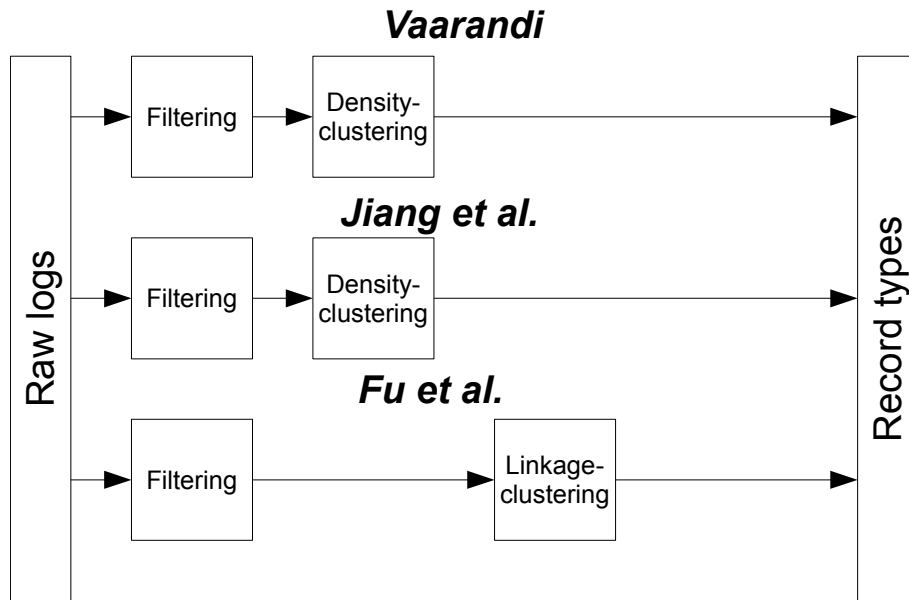 Vaarandi
Raw logs
Filtering
Density-
clustering
Record types
Jiang et al.
Filtering
Density-
clustering
Fu et al.
Filtering
Linkage-
clustering